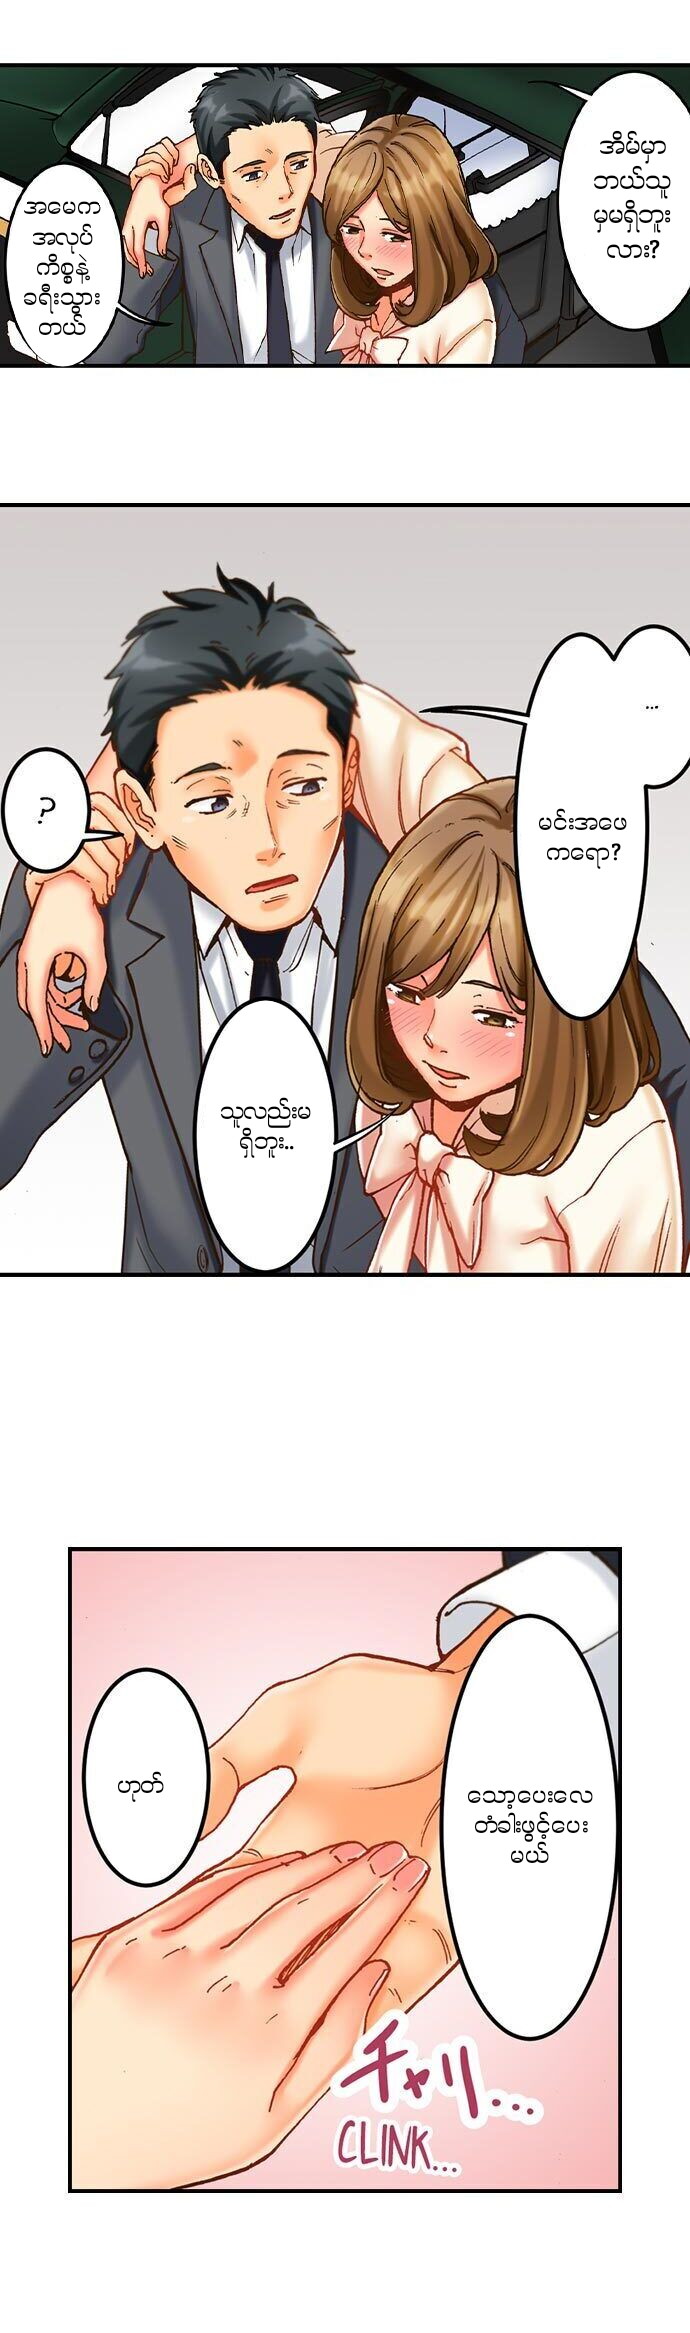 အိမ်မှာ
ဘယ်သူ
မှမရှိဘူး
လား?
အမေက
အလုပ်
ကိစ္စနဲ့
ခရီးသွား
တယ်
...
မင်းအဖေ
ကရော?
?
သူလည်းမ
ရှိဘူး..
သော့ပေးလေ
တံခါးဖွင့်ပေး
မယ်
ဟုတ်
チャリ...
CLINK...